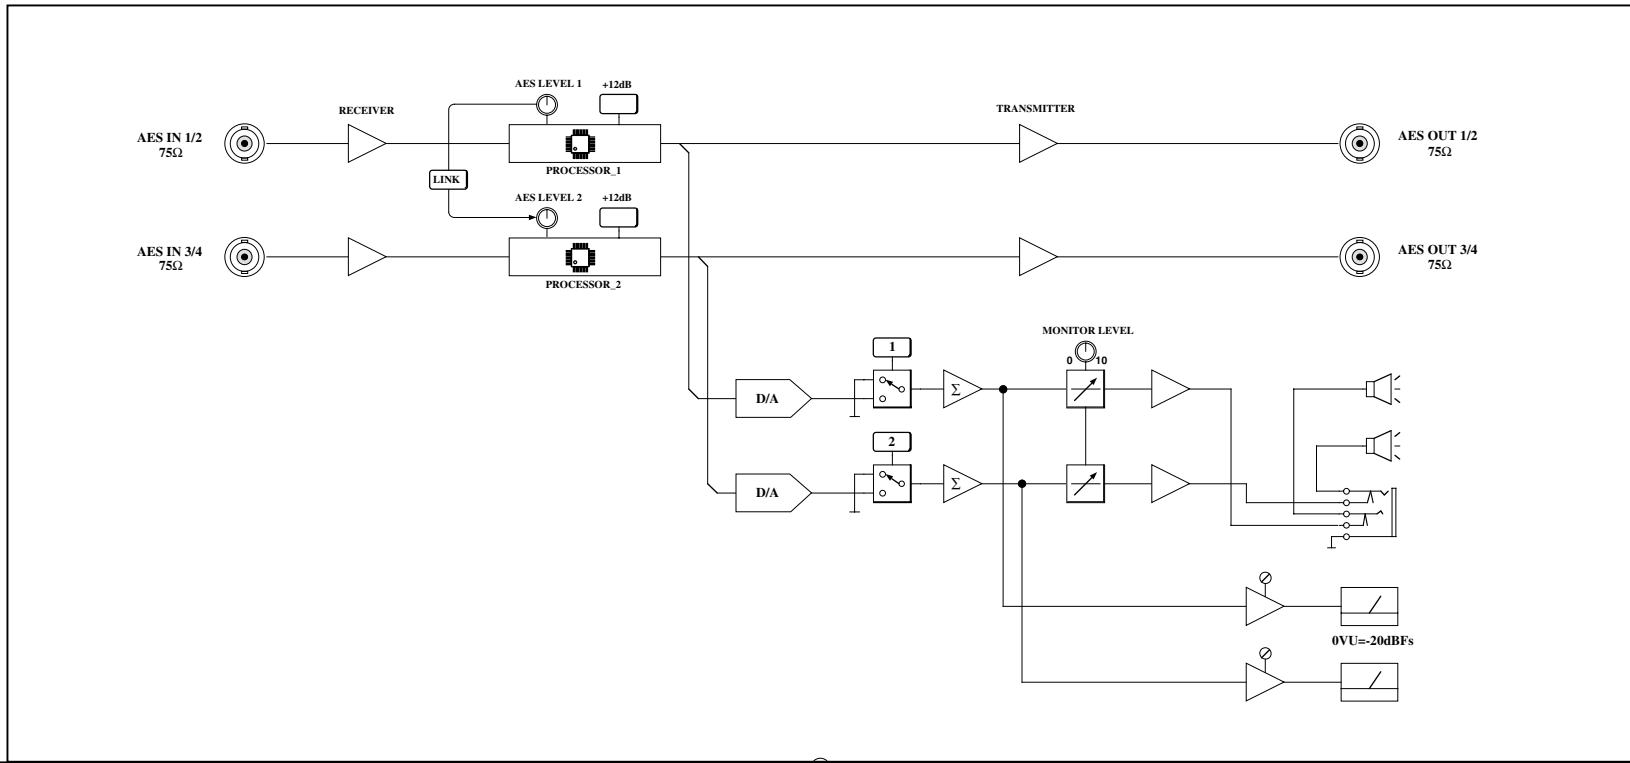 AES LEVEL 1
+12dB
RECEIVER
TRANSMITTER
AES IN 1/2
75Ω
AES OUT 1/2
75Ω
PROCESSOR_1
LINK
AES LEVEL 2
+12dB
AES IN 3/4
75Ω
AES OUT 3/4
75Ω
PROCESSOR_2
MONITOR LEVEL
1
0
10
D/A
Σ
2
D/A
Σ
0VU=-20dBFs